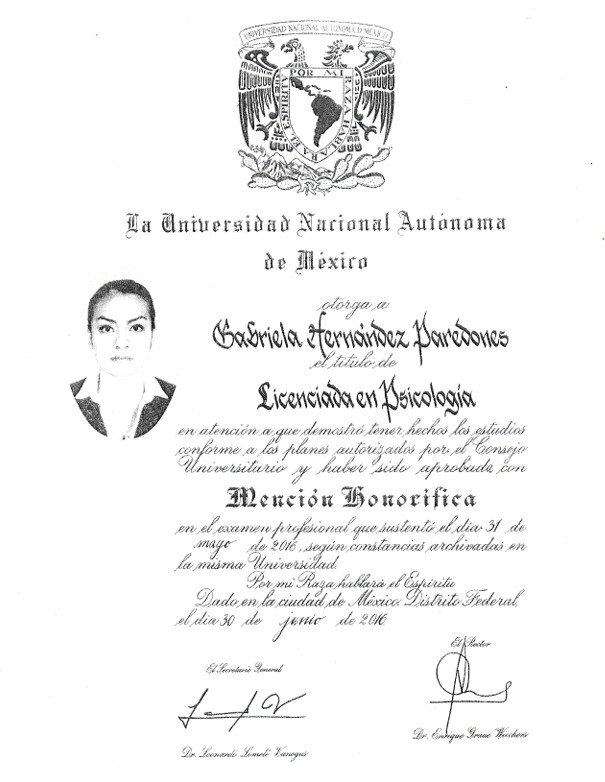 UNIVERSIDAD NACIONAL AUTONOMA D MEXICO
POR MI RAZA HABLARA EL ESPIRITU
La Universidad Nacional Autónoma
de México
otorga a
Gabriela Hernández Paredones
el título de
Licenciada en Psicología
en atención a que demostró tener hechos los estudios
conforme a los planes autorizados por el Consejo
Universitario y haber sido aprobada con
Mención Honorífica
en el examen profesional que sustentó el día 31 de
mayo de 2016, según constancias archivadas en
la misma Universidad.
Por mi Raza hablará el Espíritu
Dado en la ciudad de México, Distrito Federal,
el día 30 de junio de 2016
El Secretario General
El Rector
Dr. Leonardo Lomelí Vanegas
Dr. Enrique Graue Wiechers